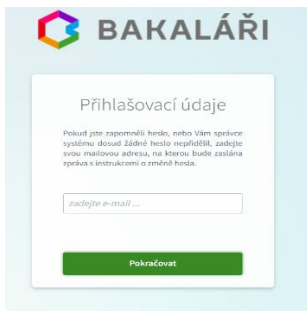 BAKALÁŘI
Přihlašovací údaje
Pokud jste zapomněli heslo, nebo Vám správce
systému dosud žádné heslo nepřidělil, zadejte
svou mailovou adresu, na kterou bude zaslána
zpráva s instrukcemi o změně hesla.
zadejte e-mail ...
Pokračovat